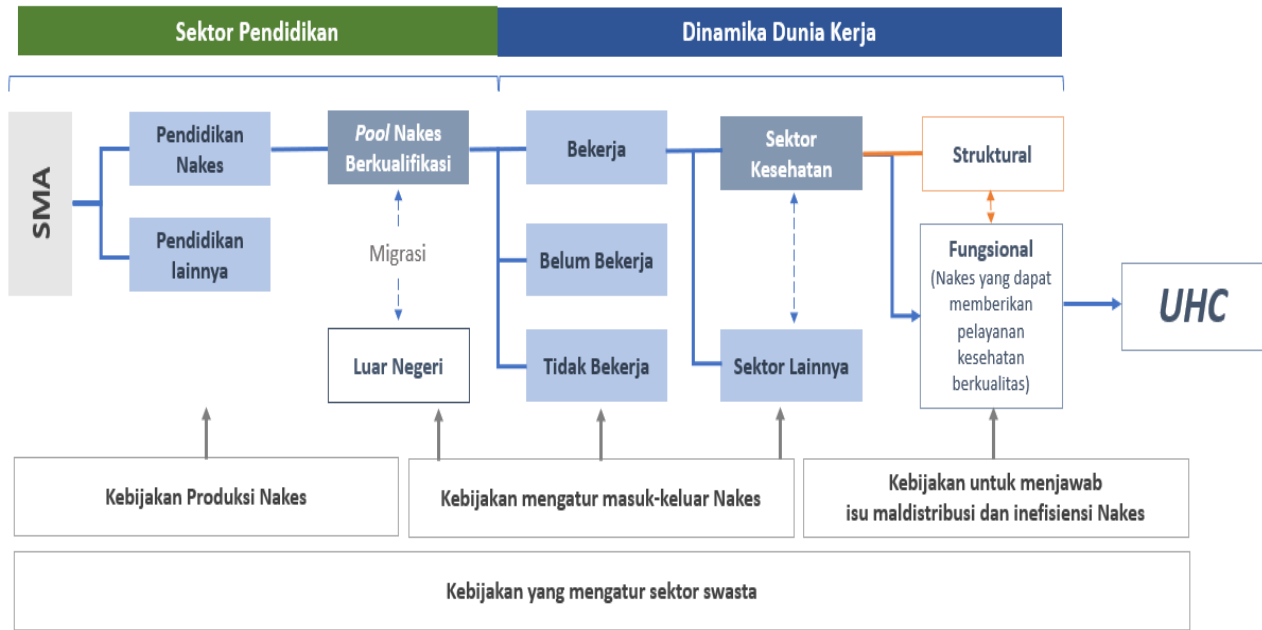 Sektor Pendidikan
Dinamika Dunia Kerja
SMA
Pendidikan
Nakes
Pendidikan
lainnya
Pool Nakes
Berkualifikasi
Migrasi
Luar Negeri
Bekerja
Belum Bekerja
Tidak Bekerja
Sektor
Kesehatan
Sektor Lainnya
Struktural
Fungsional
(Nakes yang dapat
memberikan
pelayanan
kesehatan
berkualitas)
UHC
Kebijakan Produksi Nakes
Kebijakan mengatur masuk-keluar Nakes
Kebijakan untuk menjawab
isu maldistribusi dan inefisiensi Nakes
Kebijakan yang mengatur sektor swasta